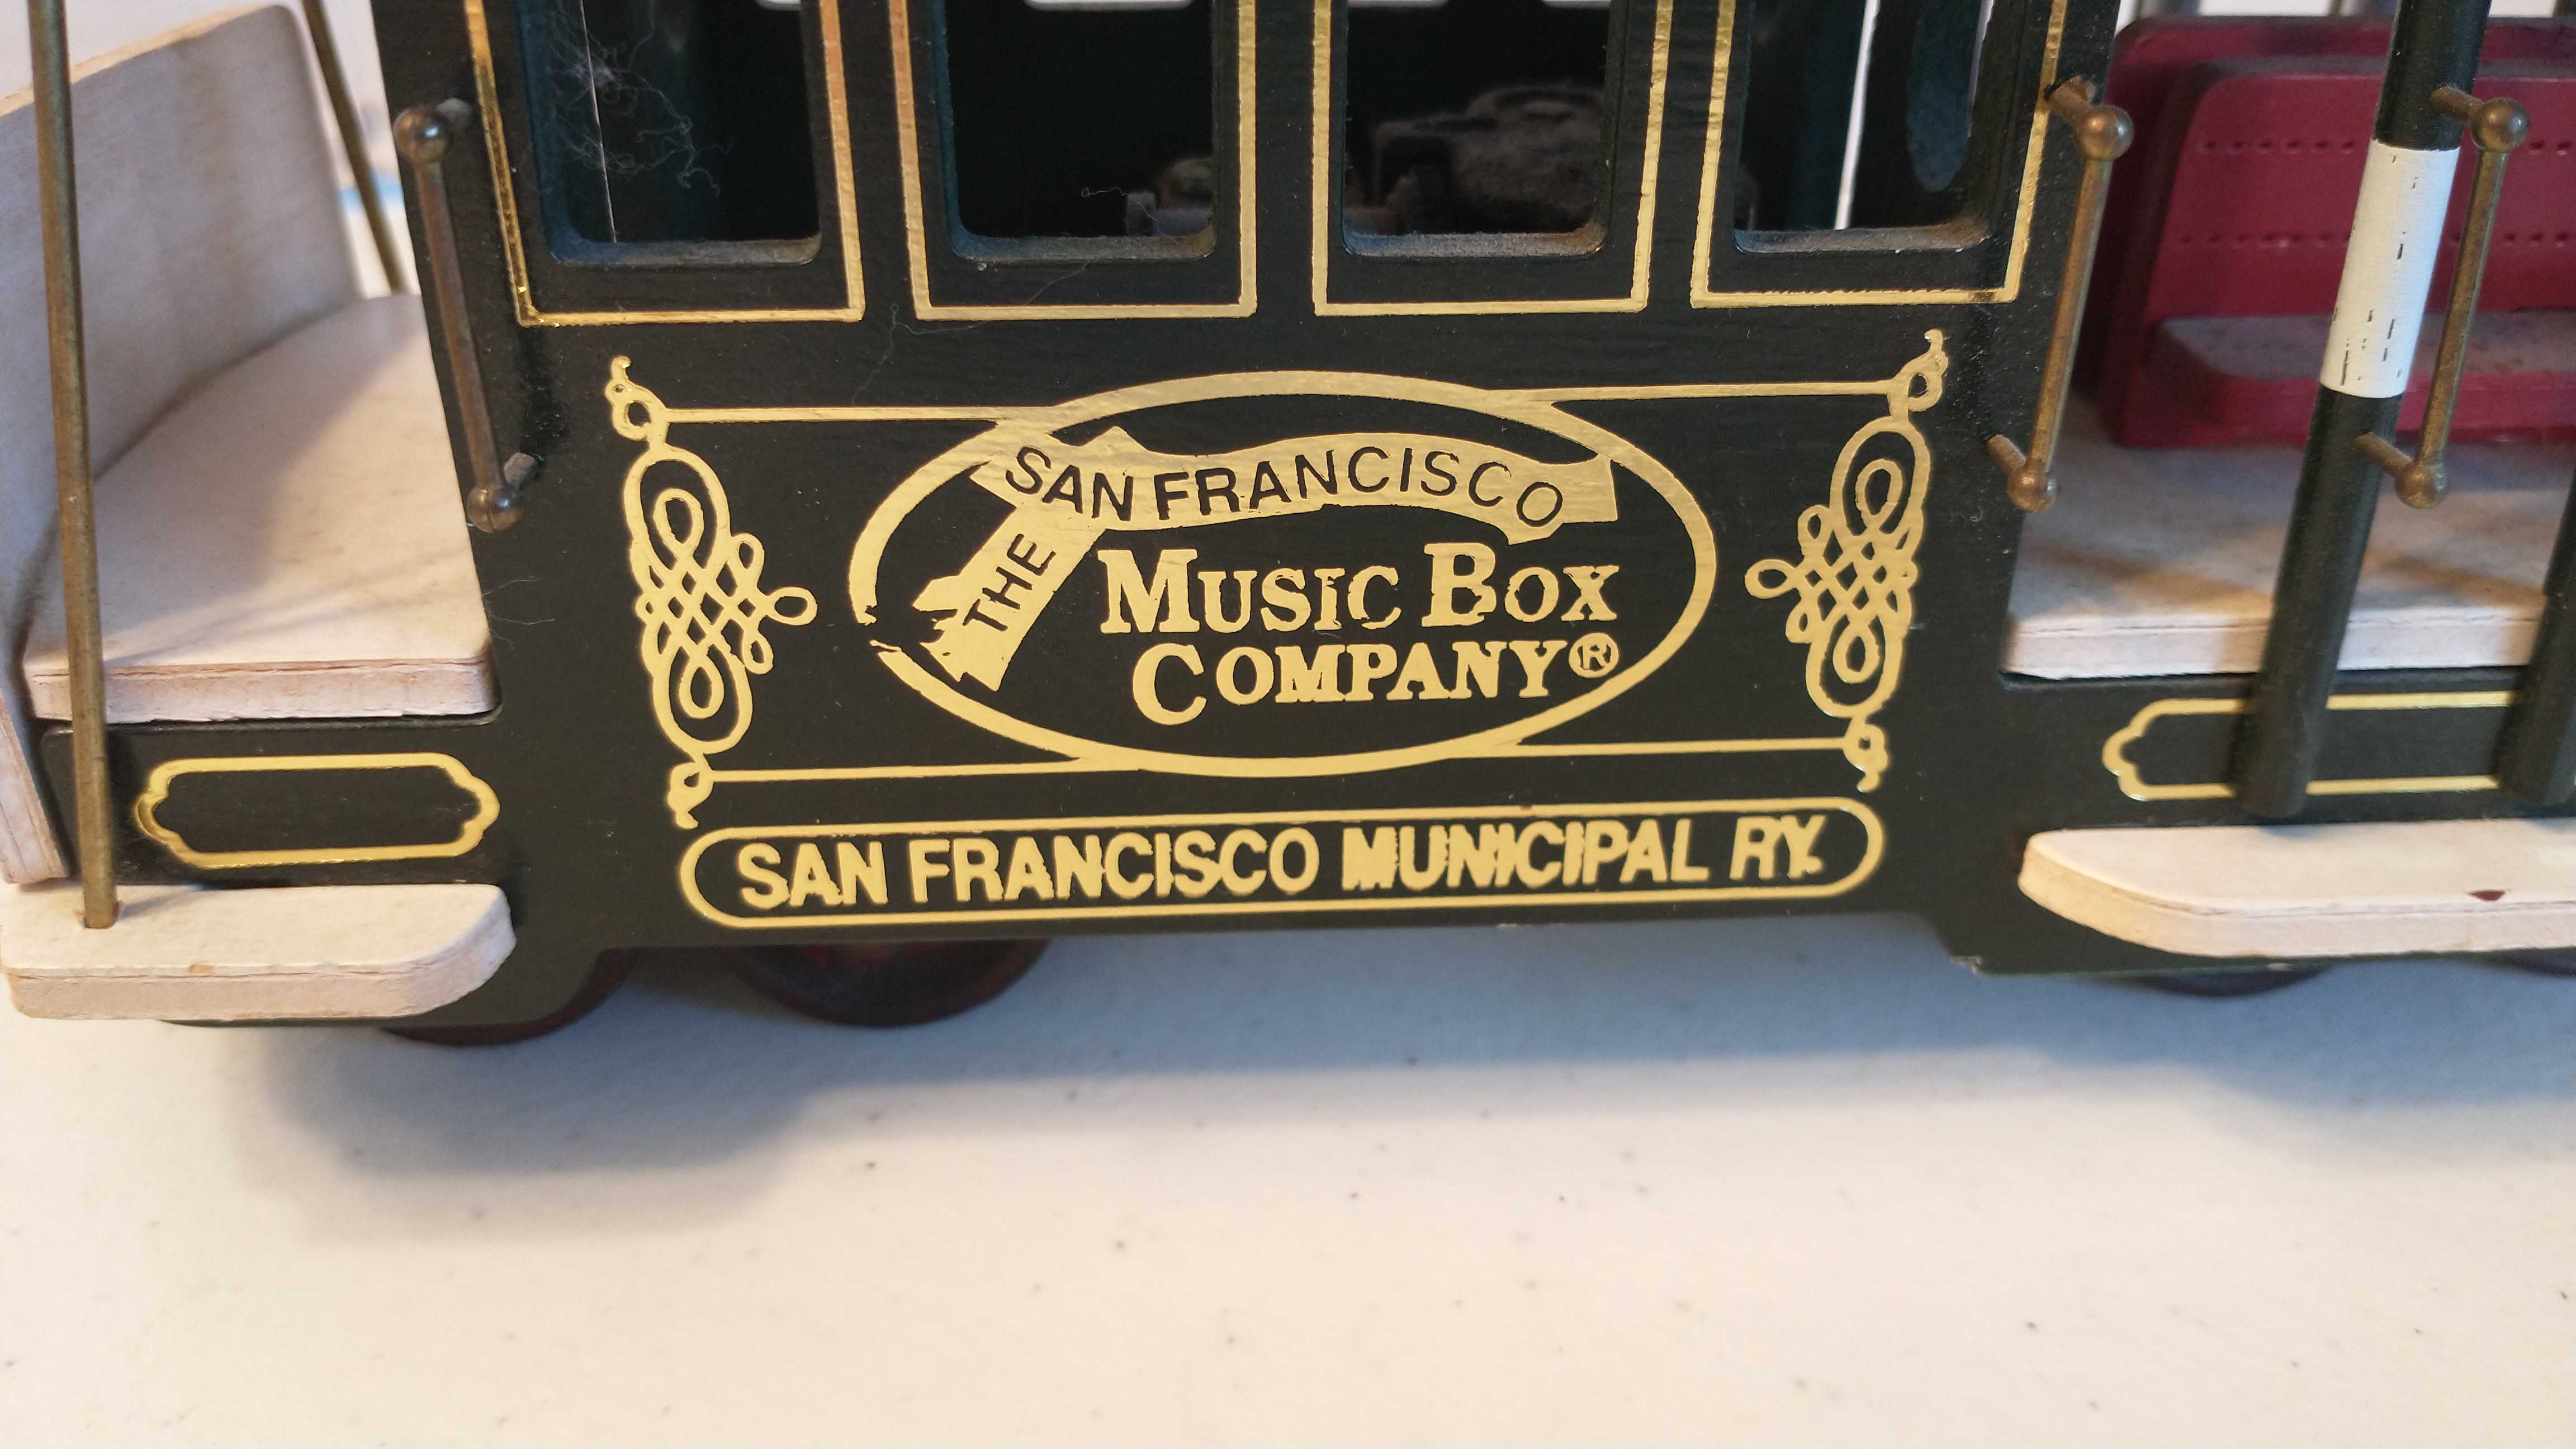 THE SAN FRANCISCO
MUSIC BOX
COMPANY®
SAN FRANCISCO MUNICIPAL RY.